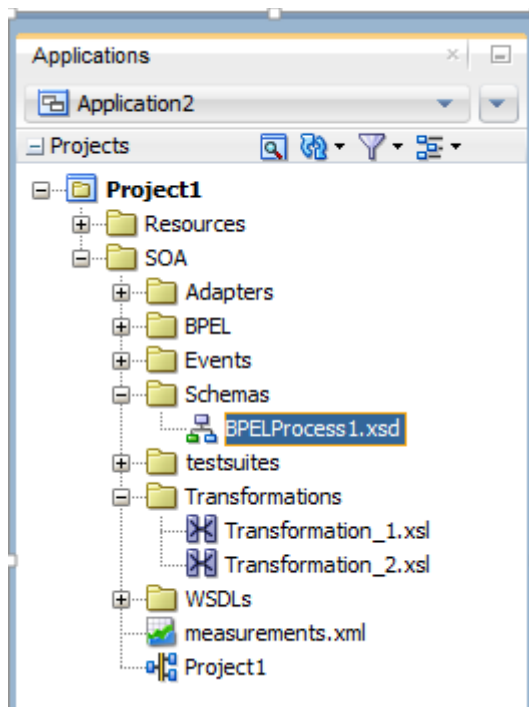 Applications
Application2
Projects
Project1
Resources
SOA
Adapters
BPEL
Events
Schemas
BPELProcess1.xsd
testsuites
Transformations
Transformation_1.xsl
Transformation_2.xsl
WSDLs
measurements.xml
Project1